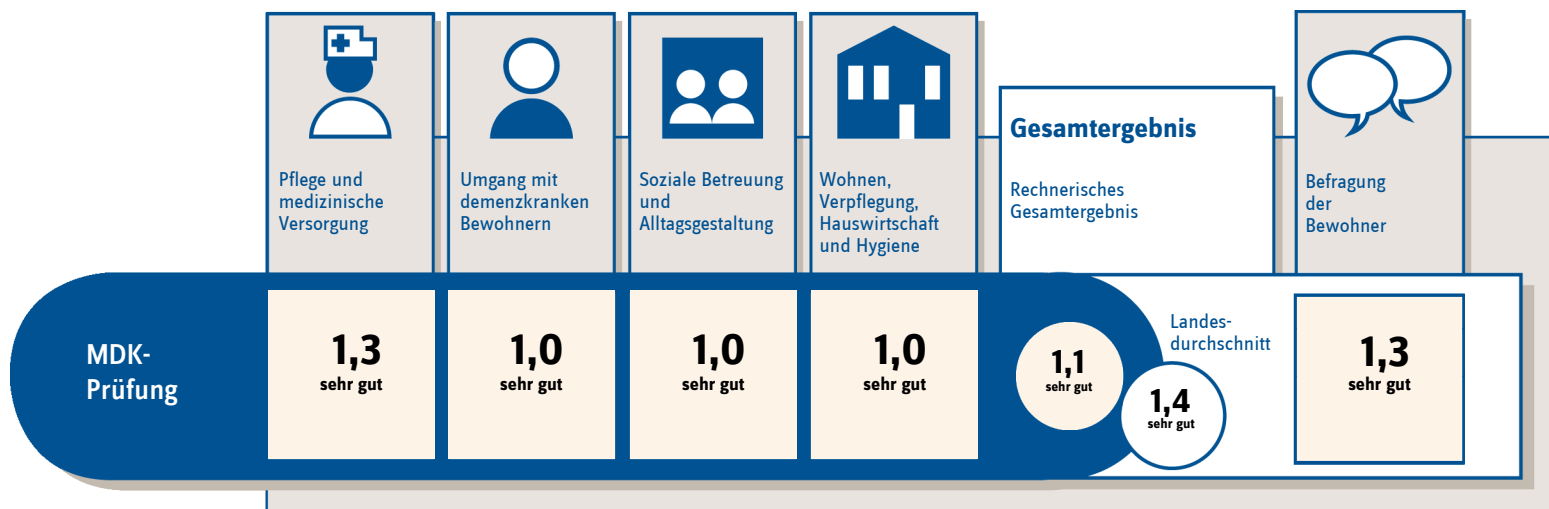 Pflege und
medizinische
Versorgung
Umgang mit
demenzkranken
Bewohnern
Soziale Betreuung
und
Alltagsgestaltung
Wohnen,
Verpflegung,
Hauswirtschaft
und Hygiene
Gesamtergebnis
Rechnerisches
Gesamtergebnis
Befragung
der
Bewohner
MDK-
Prüfung
1,3
sehr gut
1,0
sehr gut
1,0
sehr gut
1,0
sehr gut
1,1
sehr gut
Landes-
durchschnitt
1,4
sehr gut
1,3
sehr gut